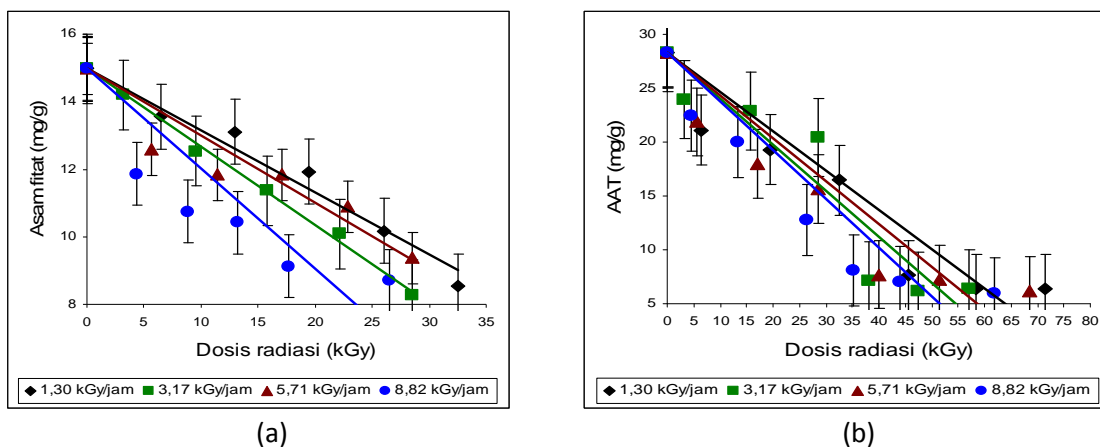 16
14
12
10
8
Asamfitat (mg/g)
0 5 10 15 20 25 30 35
Dosis radiasi (kGy)
1,30 kGy/jam 3,17 kGy/jam 5,71 kGy/jam 8,82 kGy/jam
(a)
30
25
20
15
10
5
AAT (mg/g)
0 5 10 15 20 25 30 35 40 45 50 55 60 65 70 75 80
Dosis radiasi (kGy)
1,30 kGy/jam 3,17 kGy/jam 5,71 kGy/jam 8,82 kGy/jam
(b)